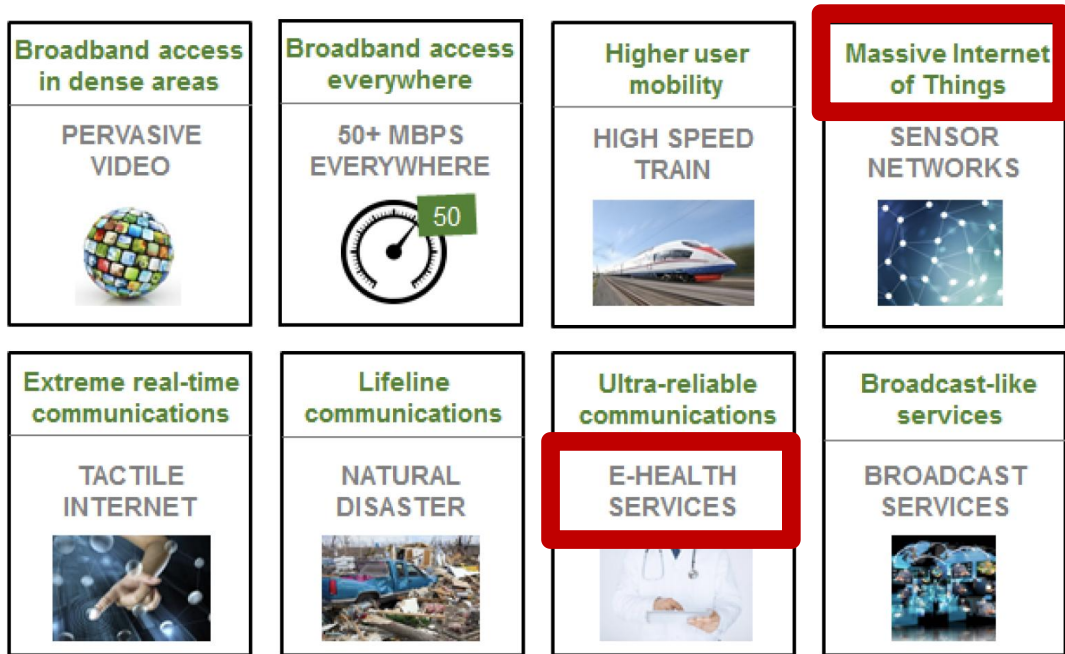 Broadband access
in dense areas
PERVASIVE
VIDEO
Broadband access
everywhere
50+ MBPS
EVERYWHERE
50
Higher user
mobility
HIGH SPEED
TRAIN
Massive Internet
of Things
SENSOR
NETWORKS
Extreme real-time
communications
TACTILE
INTERNET
Lifeline
communications
NATURAL
DISASTER
Ultra-reliable
communications
E-HEALTH
SERVICES
Broadcast-like
services
BROADCAST
SERVICES